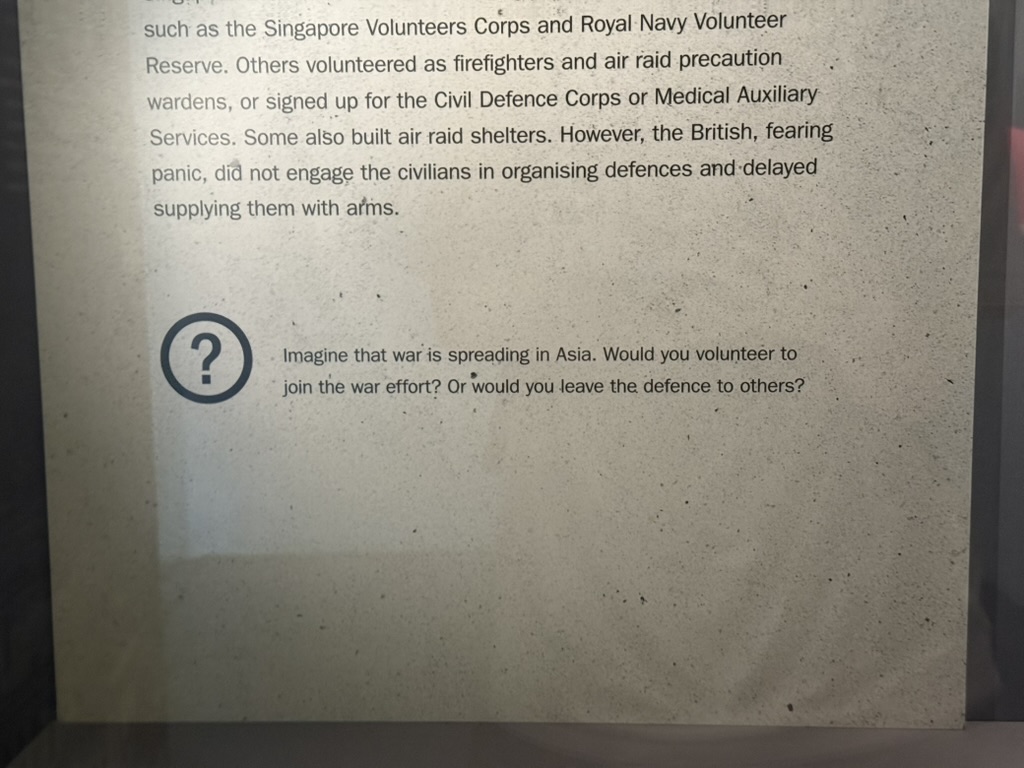 such as the Singapore Volunteers Corps and Royal Navy Volunteer
Reserve. Others volunteered as firefighters and air raid precaution
wardens, or signed up for the Civil Defence Corps or Medical Auxiliary
Services. Some also built air raid shelters. However, the British, fearing
panic, did not engage the civilians in organising defences and delayed
supplying them with arms.
?
Imagine that war is spreading in Asia. Would you volunteer to
join the war effort? Or would you leave the defence to others?